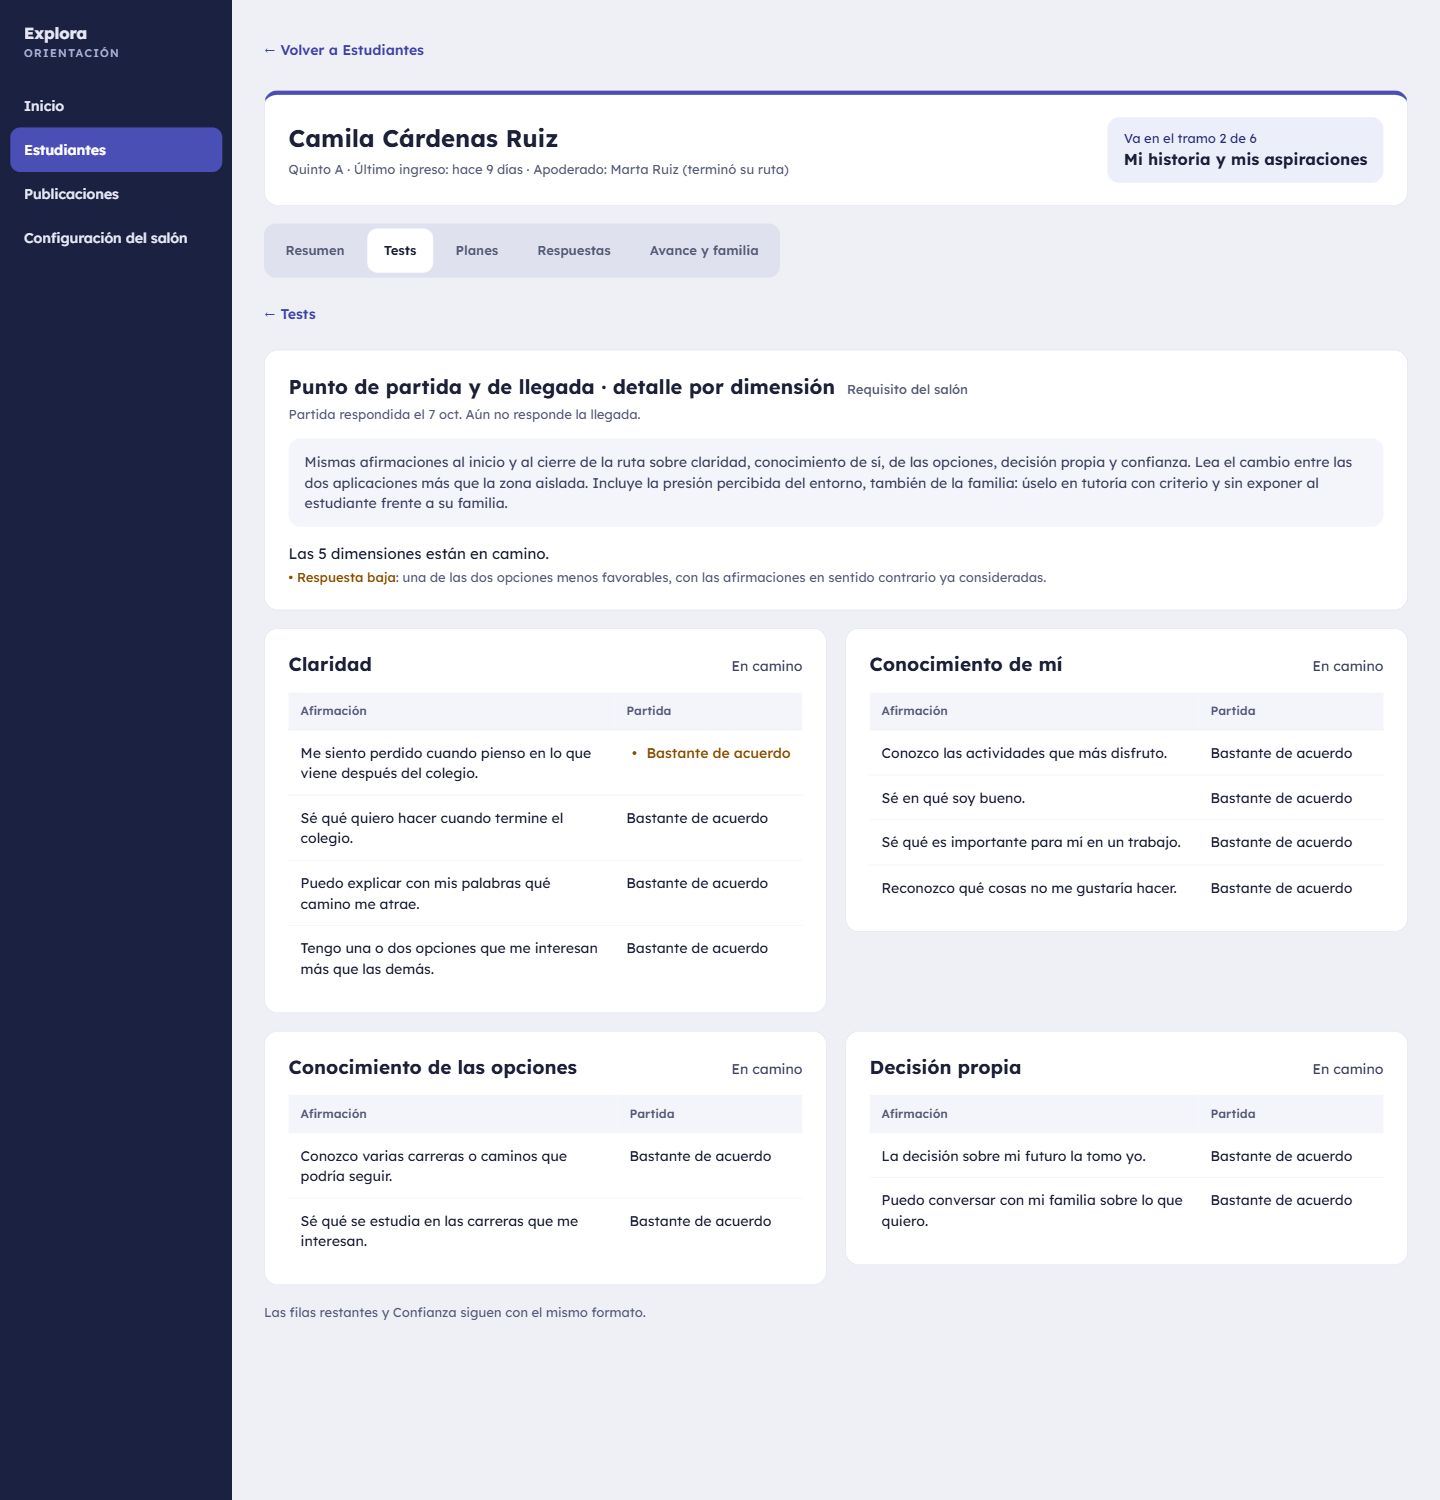 Explora
ORIENTACIÓN
Inicio
Estudiantes
Publicaciones
Configuración del salón
← Volver a Estudiantes
Camila Cárdenas Ruiz
Quinto A · Último ingreso: hace 9 días · Apoderado: Marta Ruiz (terminó su ruta)
Va en el tramo 2 de 6
Mi historia y mis aspiraciones
Resumen
Tests
Planes
Respuestas
Avance y familia
← Tests
Punto de partida y de llegada · detalle por dimensión
Requisito del salón
Partida respondida el 7 oct. Aún no responde la llegada.
Mismas afirmaciones al inicio y al cierre de la ruta sobre claridad, conocimiento de sí, de las opciones, decisión propia y confianza. Lea el cambio entre las
dos aplicaciones más que la zona aislada. Incluye la presión percibida del entorno, también de la familia: úselo en tutoría con criterio y sin exponer al
estudiante frente a su familia.
Las 5 dimensiones están en camino.
• Respuesta baja: una de las dos opciones menos favorables, con las afirmaciones en sentido contrario ya consideradas.
Claridad
En camino
Afirmación
Partida
Me siento perdido cuando pienso en lo que
viene después del colegio.
• Bastante de acuerdo
Sé qué quiero hacer cuando termine el
colegio.
Bastante de acuerdo
Puedo explicar con mis palabras qué
camino me atrae.
Bastante de acuerdo
Tengo una o dos opciones que me interesan
más que las demás.
Bastante de acuerdo
Conocimiento de mí
En camino
Afirmación
Partida
Conozco las actividades que más disfruto.
Bastante de acuerdo
Sé en qué soy bueno.
Bastante de acuerdo
Sé qué es importante para mí en un trabajo.
Bastante de acuerdo
Reconozco qué cosas no me gustaría hacer.
Bastante de acuerdo
Conocimiento de las opciones
En camino
Afirmación
Partida
Conozco varias carreras o caminos que
podría seguir.
Bastante de acuerdo
Sé qué se estudia en las carreras que me
interesan.
Bastante de acuerdo
Decisión propia
En camino
Afirmación
Partida
La decisión sobre mi futuro la tomo yo.
Bastante de acuerdo
Puedo conversar con mi familia sobre lo que
quiero.
Bastante de acuerdo
Las filas restantes y Confianza siguen con el mismo formato.